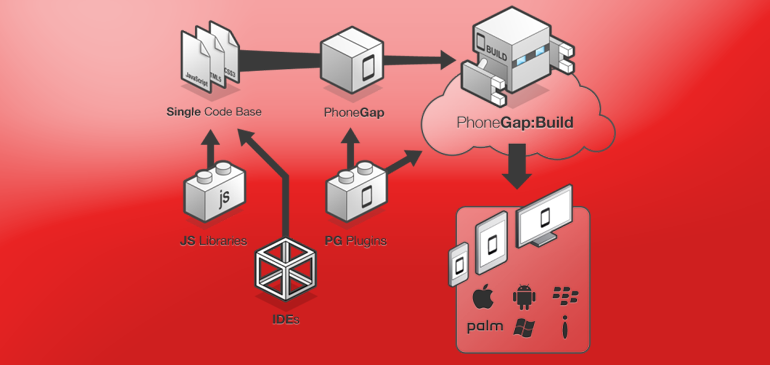 JavaScript
HTML5
CSS3
BUILD
Single Code Base
PhoneGap
PhoneGap:Build
js
JS Libraries
PG Plugins
IDEs
palm